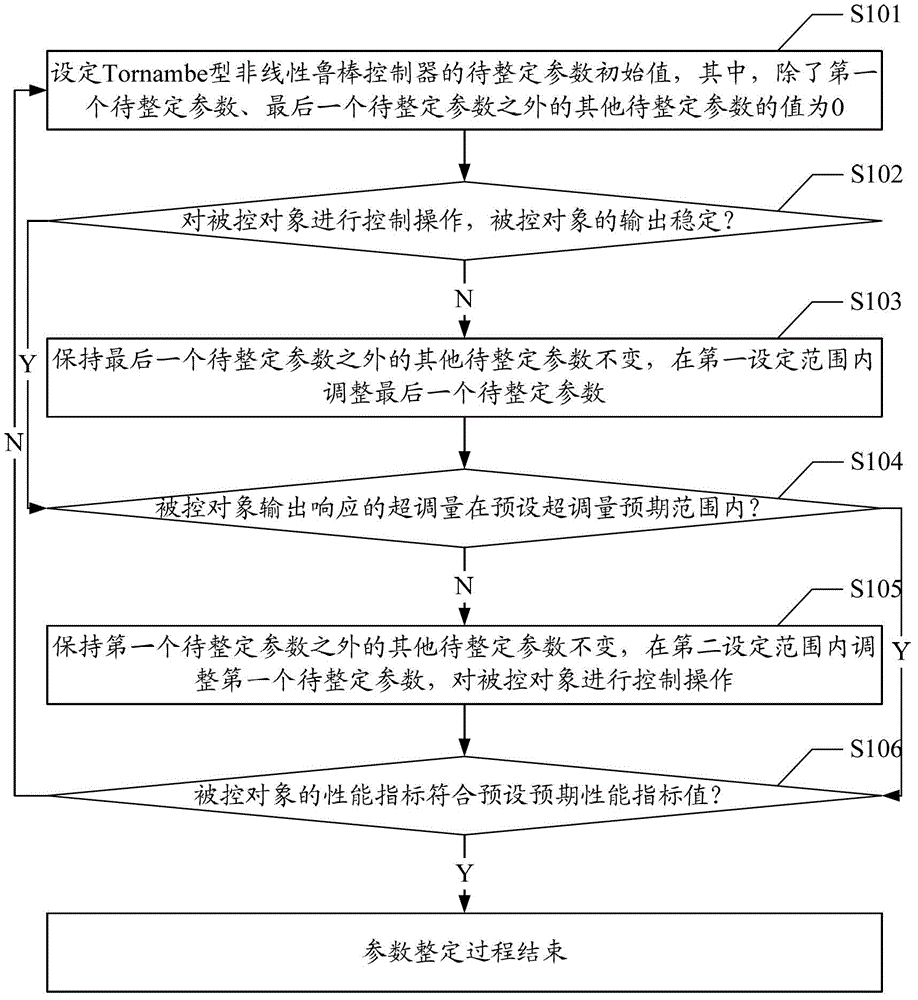 S101
设定Tornambe型非线性鲁棒控制器的待整定参数初始值，其中，除了第一
个待整定参数、最后一个待整定参数之外的其他待整定参数的值为0
S102
对被控对象进行控制操作，被控对象的输出稳定？
N
S103
Y
保持最后一个待整定参数之外的其他待整定参数不变，在第一设定范围内
调整最后一个待整定参数
N
S104
被控对象输出响应的超调量在预设超调量预期范围内？
N
S105
保持第一个待整定参数之外的其他待整定参数不变，在第二设定范围内调
整第一个待整定参数，对被控对象进行控制操作
Y
S106
被控对象的性能指标符合预设预期性能指标值？
Y
参数整定过程结束